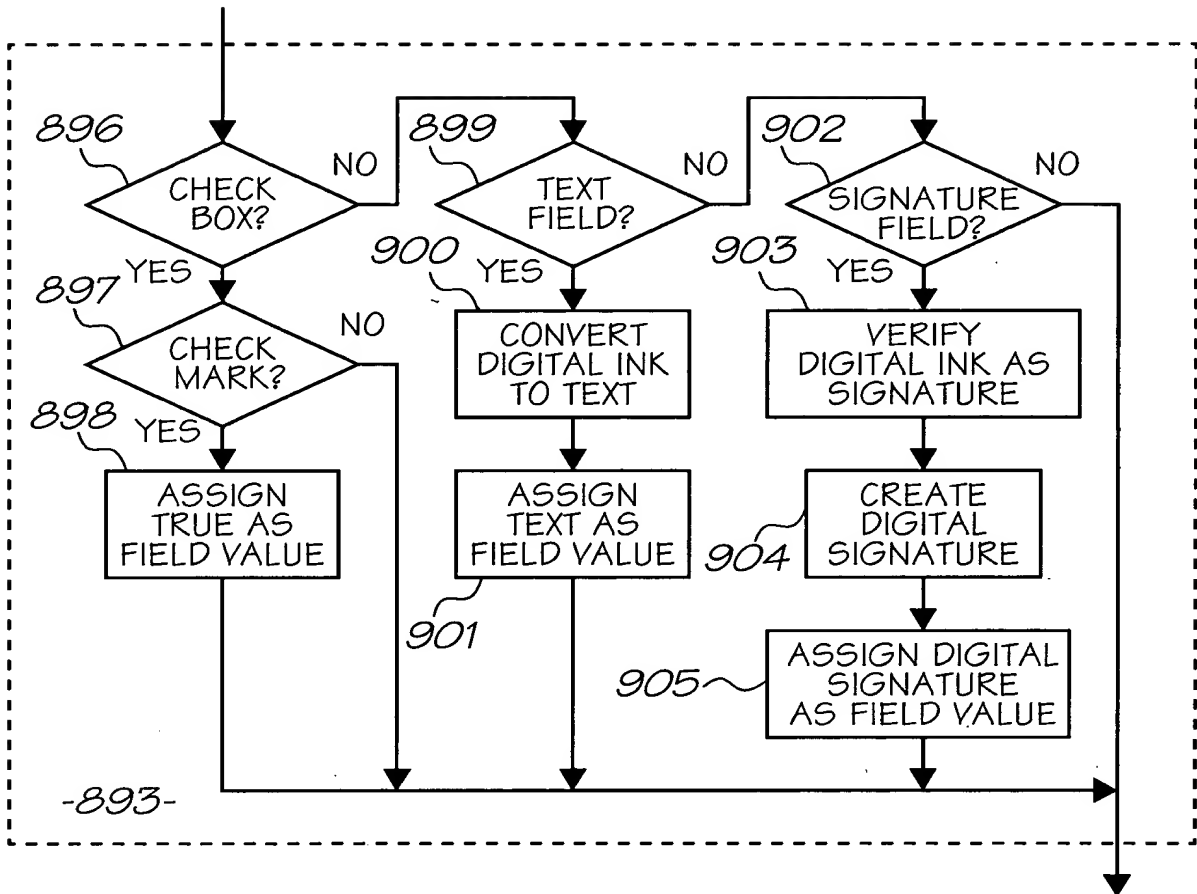 896
CHECK
BOX?
NO
YES
897
CHECK
MARK?
NO
YES
898
ASSIGN
TRUE AS
FIELD VALUE
899
TEXT
FIELD?
NO
YES
900
CONVERT
DIGITAL INK
TO TEXT
ASSIGN
TEXT AS
FIELD VALUE
901
902
SIGNATURE
FIELD?
NO
YES
903
VERIFY
DIGITAL INK AS
SIGNATURE
CREATE
DIGITAL
SIGNATURE
904
ASSIGN DIGITAL
SIGNATURE
AS FIELD VALUE
905
-893-